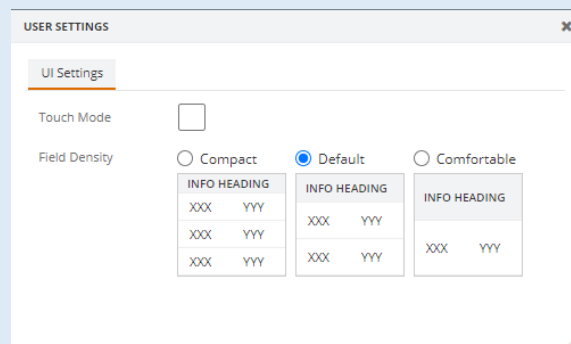 USER SETTINGS
UI Settings
Touch Mode
Field Density
Compact Default Comfortable
INFO HEADING INFO HEADING INFO HEADING
XXX YYY
XXX YYY
XXX YYY
XXX YYY
XXX YYY
XXX YYY